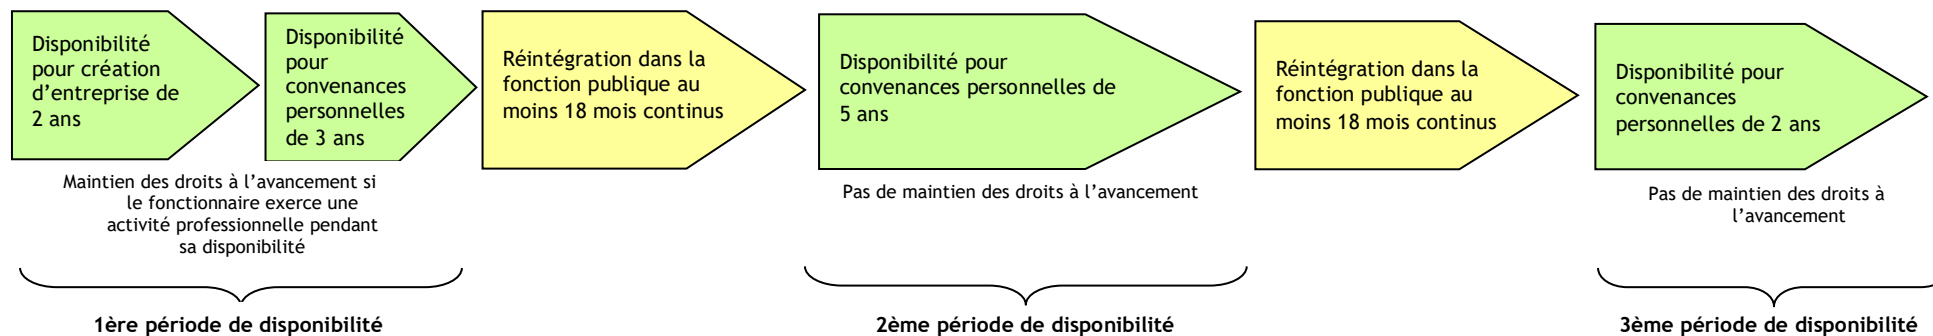 Disponibilité
pour création
d’entreprise de
2 ans
Disponibilité
pour
convenances
personnelles
de 3 ans
Réintégration dans la
fonction publique au
moins 18 mois continus
Disponibilité pour
convenances personnelles de
5 ans
Réintégration dans la
fonction publique au
moins 18 mois continus
Disponibilité pour
convenances
personnelles de 2 ans
Maintien des droits à l’avancement si
le fonctionnaire exerce une
activité professionnelle pendant
sa disponibilité
Pas de maintien des droits à l’avancement
Pas de maintien des droits à
l’avancement
1ère période de disponibilité
2ème période de disponibilité
3ème période de disponibilité